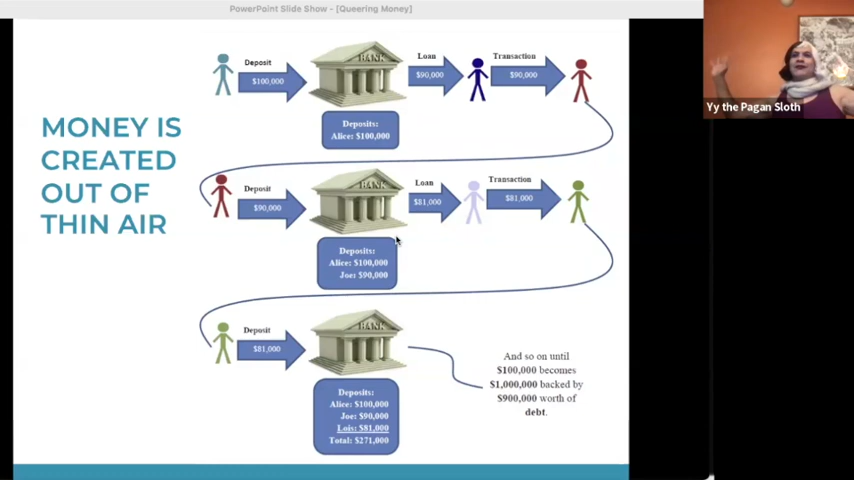 PowerPoint Slide Show - [Queering Money]
Yy the Pagan Sloth
MONEY IS
CREATED
OUT OF
THIN AIR
Deposit
$100,000
BANK
Loan
$90,000
Transaction
$90,000
Deposits:
Alice: $100,000
Deposit
$90,000
BANK
Loan
$81,000
Transaction
$81,000
Deposits:
Alice: $100,000
Joe: $90,000
Deposit
$81,000
BANK
Deposits:
Alice: $100,000
Joe: $90,000
Lois: $81,000
Total: $271,000
And so on until
$100,000 becomes
$1,000,000 backed by
$900,000 worth of
debt.